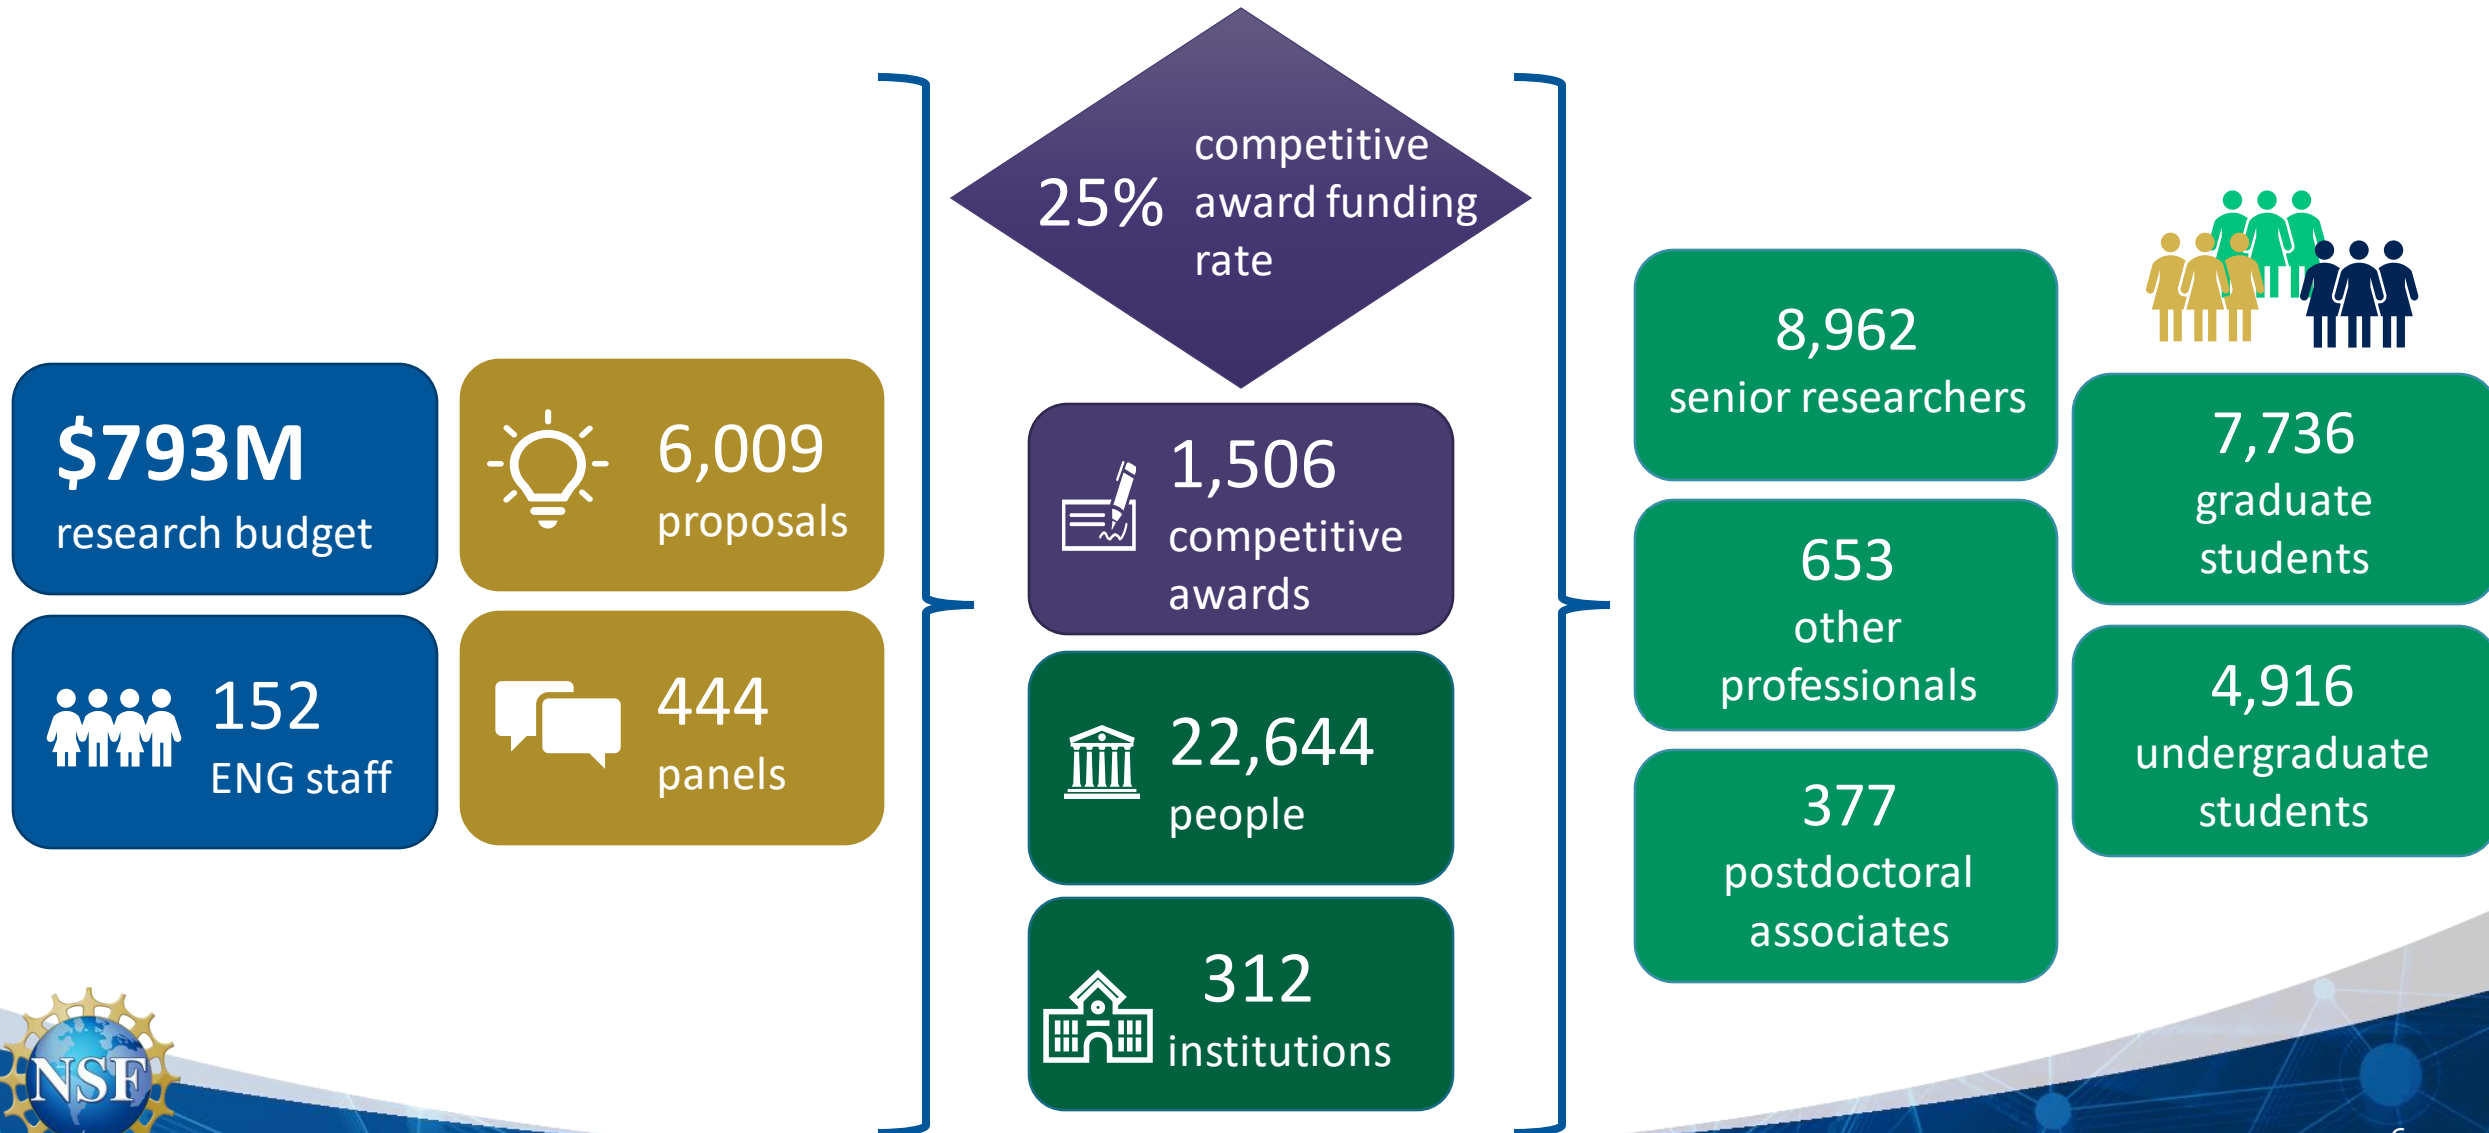 $793M
research budget
152
ENG staff
6,009
proposals
444
panels
25%
competitive
award funding
rate
1,506
competitive
awards
22,644
people
312
institutions
8,962
senior researchers
653
other
professionals
377
postdoctoral
associates
7,736
graduate
students
4,916
undergraduate
students
NSF